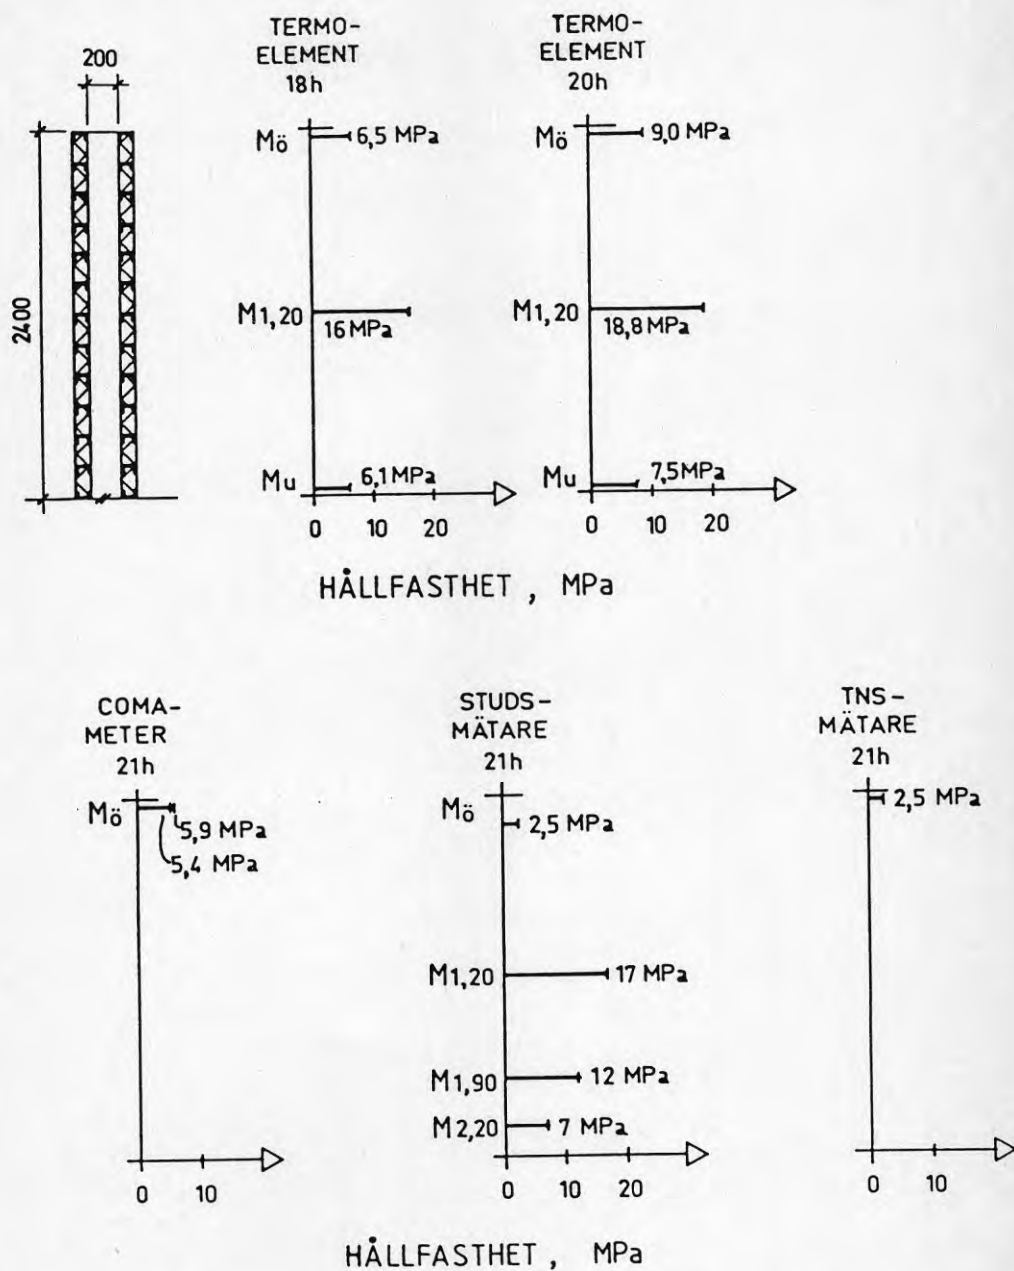 200
2400
TERMO-
ELEMENT
18h
Mö
6,5 MPa
M1,20
16 MPa
Mu
6,1 MPa
0 10 20
TERMO-
ELEMENT
20h
Mö
9,0 MPa
M1,20
18,8 MPa
Mu
7,5 MPa
0 10 20
HÅLLFASTHET , MPa
COMA-
METER
21h
Mö
5,9 MPa
5,4 MPa
0 10
STUDS-
MÄTARE
21h
Mö
2,5 MPa
M1,20
17 MPa
M1,90
12 MPa
M2,20
7 MPa
0 10 20
TNS-
MÄTARE
21h
2,5 MPa
0 10
HÅLLFASTHET , MPa